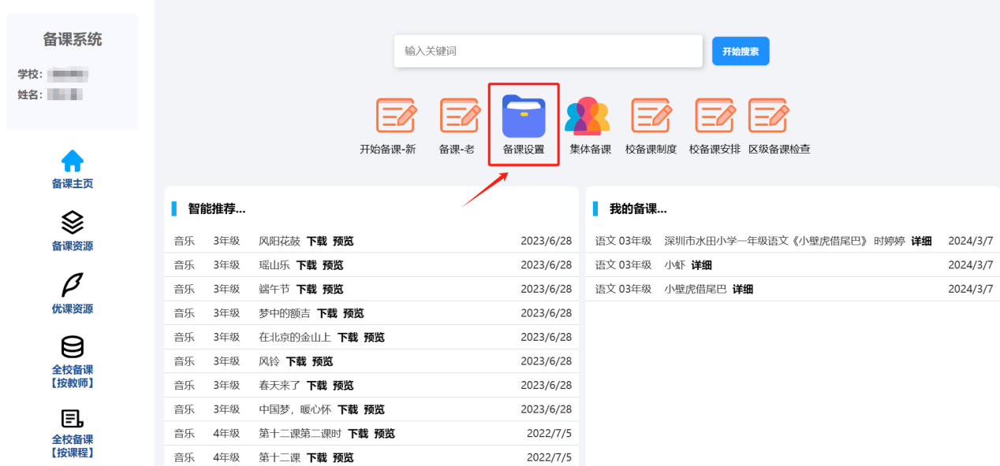 备课系统
学校：
姓名：
备课主页
备课资源
优课资源
全校备课
【按教师】
全校备课
【按课程】
输入关键词
开始搜索
开始备课-新
备课-老
备课设置
集体备课
校备课制度
校备课安排
区级备课检查
智能推荐...
音乐 3年级 风阳花鼓 下载 预览 2023/6/28
音乐 3年级 瑶山乐 下载 预览 2023/6/28
音乐 3年级 端午节 下载 预览 2023/6/28
音乐 3年级 梦中的额吉 下载 预览 2023/6/28
音乐 3年级 在北京的金山上 下载 预览 2023/6/28
音乐 3年级 风铃 下载 预览 2023/6/28
音乐 3年级 春天来了 下载 预览 2023/6/28
音乐 3年级 中国梦，暖心怀 下载 预览 2023/6/28
音乐 4年级 第十二课第二课时 下载 预览 2022/7/5
音乐 4年级 第十二课 下载 预览 2022/7/5
我的备课...
语文 03年级 深圳市水田小学一年级语文《小壁虎借尾巴》 时婷婷 详细 2024/3/7
语文 03年级 小虾 详细 2024/3/7
语文 03年级 小壁虎借尾巴 详细 2024/3/7